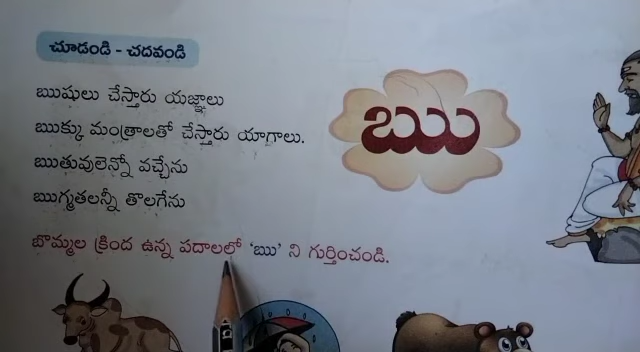 చూడండి - చదవండి
ఋషులు చేస్తారు యజ్ఞాలు
ఋక్కు మంత్రాలతో చేస్తారు యాగాలు.
ఋతువులెన్నో వచ్చేను
ఋగ్మతలన్నీ తొలగేను
ఋ
బొమ్మల క్రింద ఉన్న పదాలలో 'ఋ' ని గుర్తించండి.